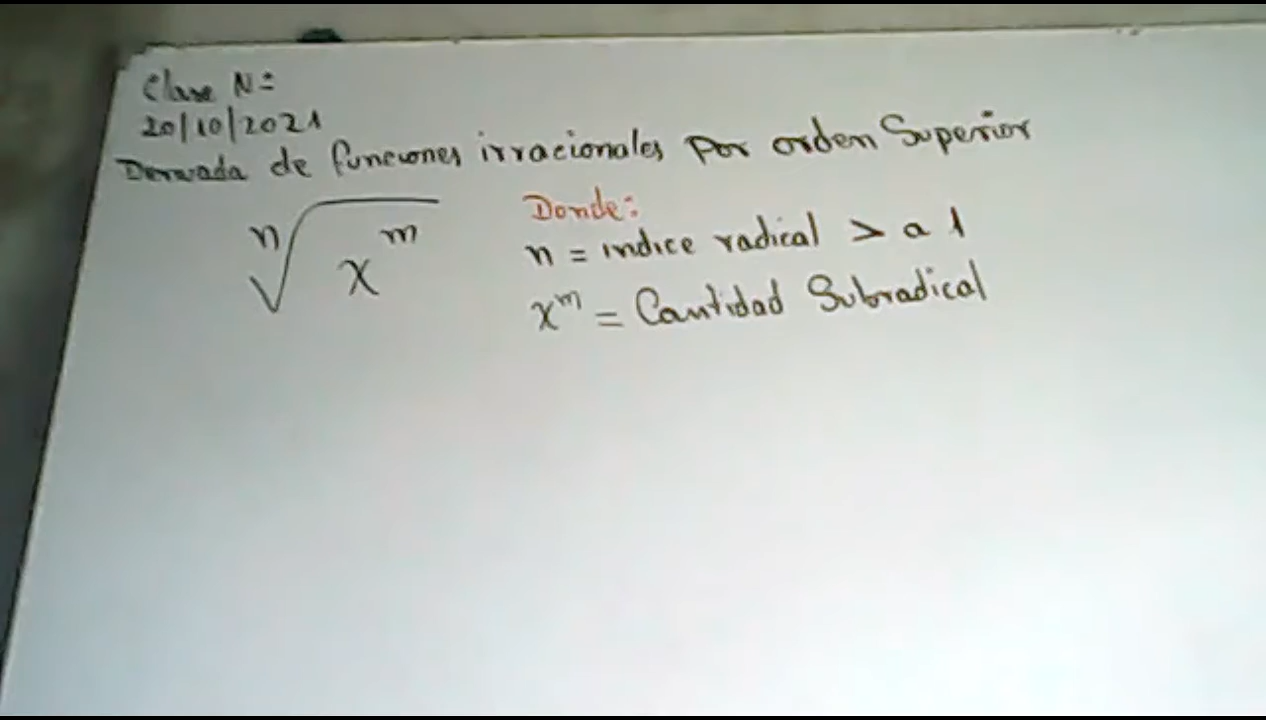 Clase N=
20/10/2021
Derivada de funciones irracionales por orden Superior
n√x^m
Donde:
n = indice radical > a 1
x^m = Cantidad Subradical